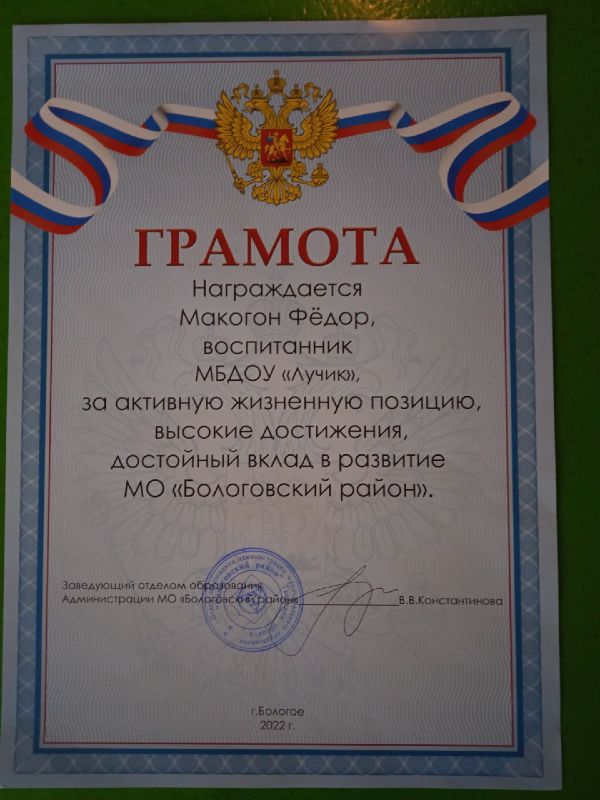 ГРАМОТА
Награждается
Макогон Фёдор,
воспитанник
МБДОУ «Лучик»,
за активную жизненную позицию,
высокие достижения,
достойный вклад в развитие
МО «Бологовский район».
Заведующий отделом образования
Администрации МО «Бологовский район»
В.В.Константинова
г.Бологое
2022 г.